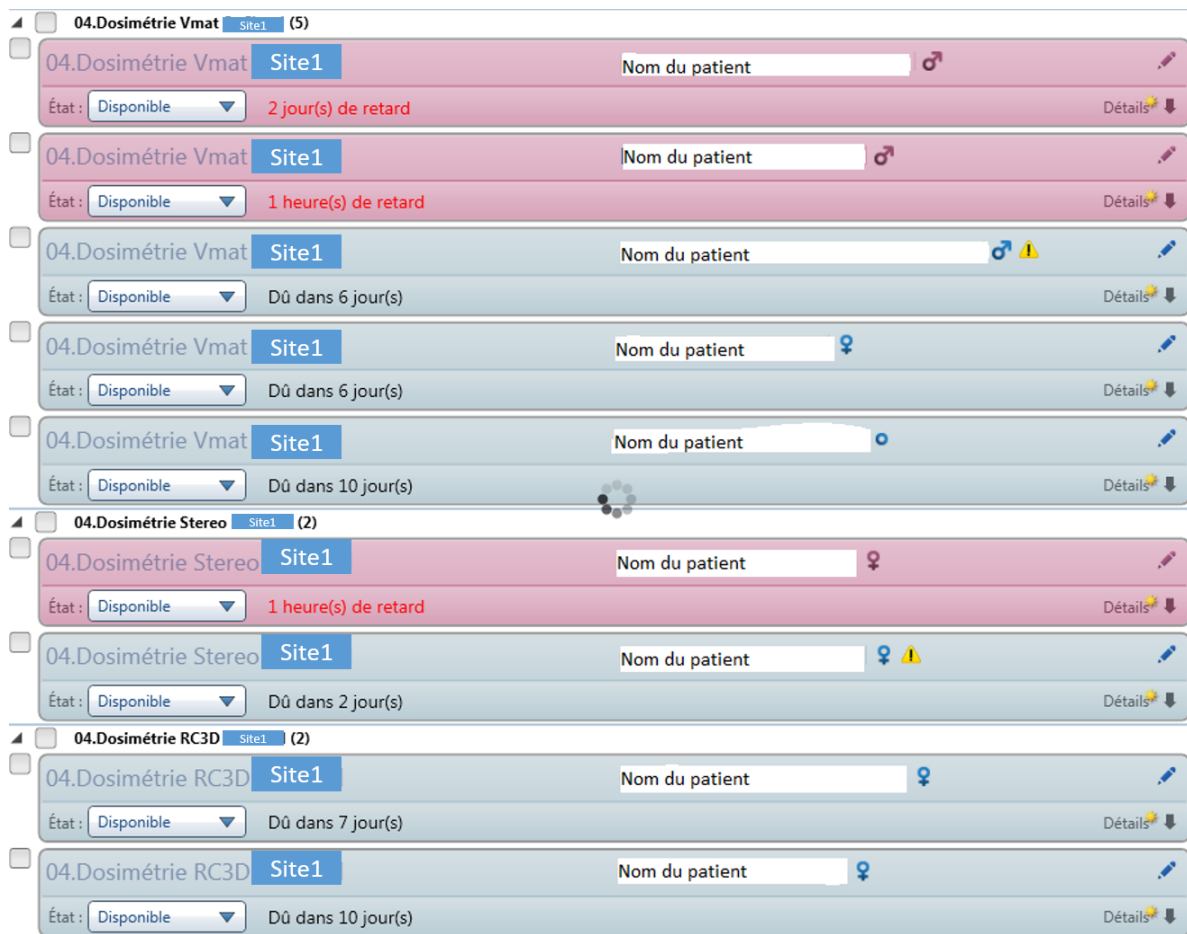 04.Dosimétrie Vmat Site1 (5)
04.Dosimétrie Vmat Site1 Nom du patient
État : Disponible 2 jour(s) de retard Détails
04.Dosimétrie Vmat Site1 Nom du patient
État : Disponible 1 heure(s) de retard Détails
04.Dosimétrie Vmat Site1 Nom du patient
État : Disponible Dû dans 6 jour(s) Détails
04.Dosimétrie Vmat Site1 Nom du patient
État : Disponible Dû dans 6 jour(s) Détails
04.Dosimétrie Vmat Site1 Nom du patient
État : Disponible Dû dans 10 jour(s) Détails
04.Dosimétrie Stereo Site1 (2)
04.Dosimétrie Stereo Site1 Nom du patient
État : Disponible 1 heure(s) de retard Détails
04.Dosimétrie Stereo Site1 Nom du patient
État : Disponible Dû dans 2 jour(s) Détails
04.Dosimétrie RC3D Site1 (2)
04.Dosimétrie RC3D Site1 Nom du patient
État : Disponible Dû dans 7 jour(s) Détails
04.Dosimétrie RC3D Site1 Nom du patient
État : Disponible Dû dans 10 jour(s) Détails